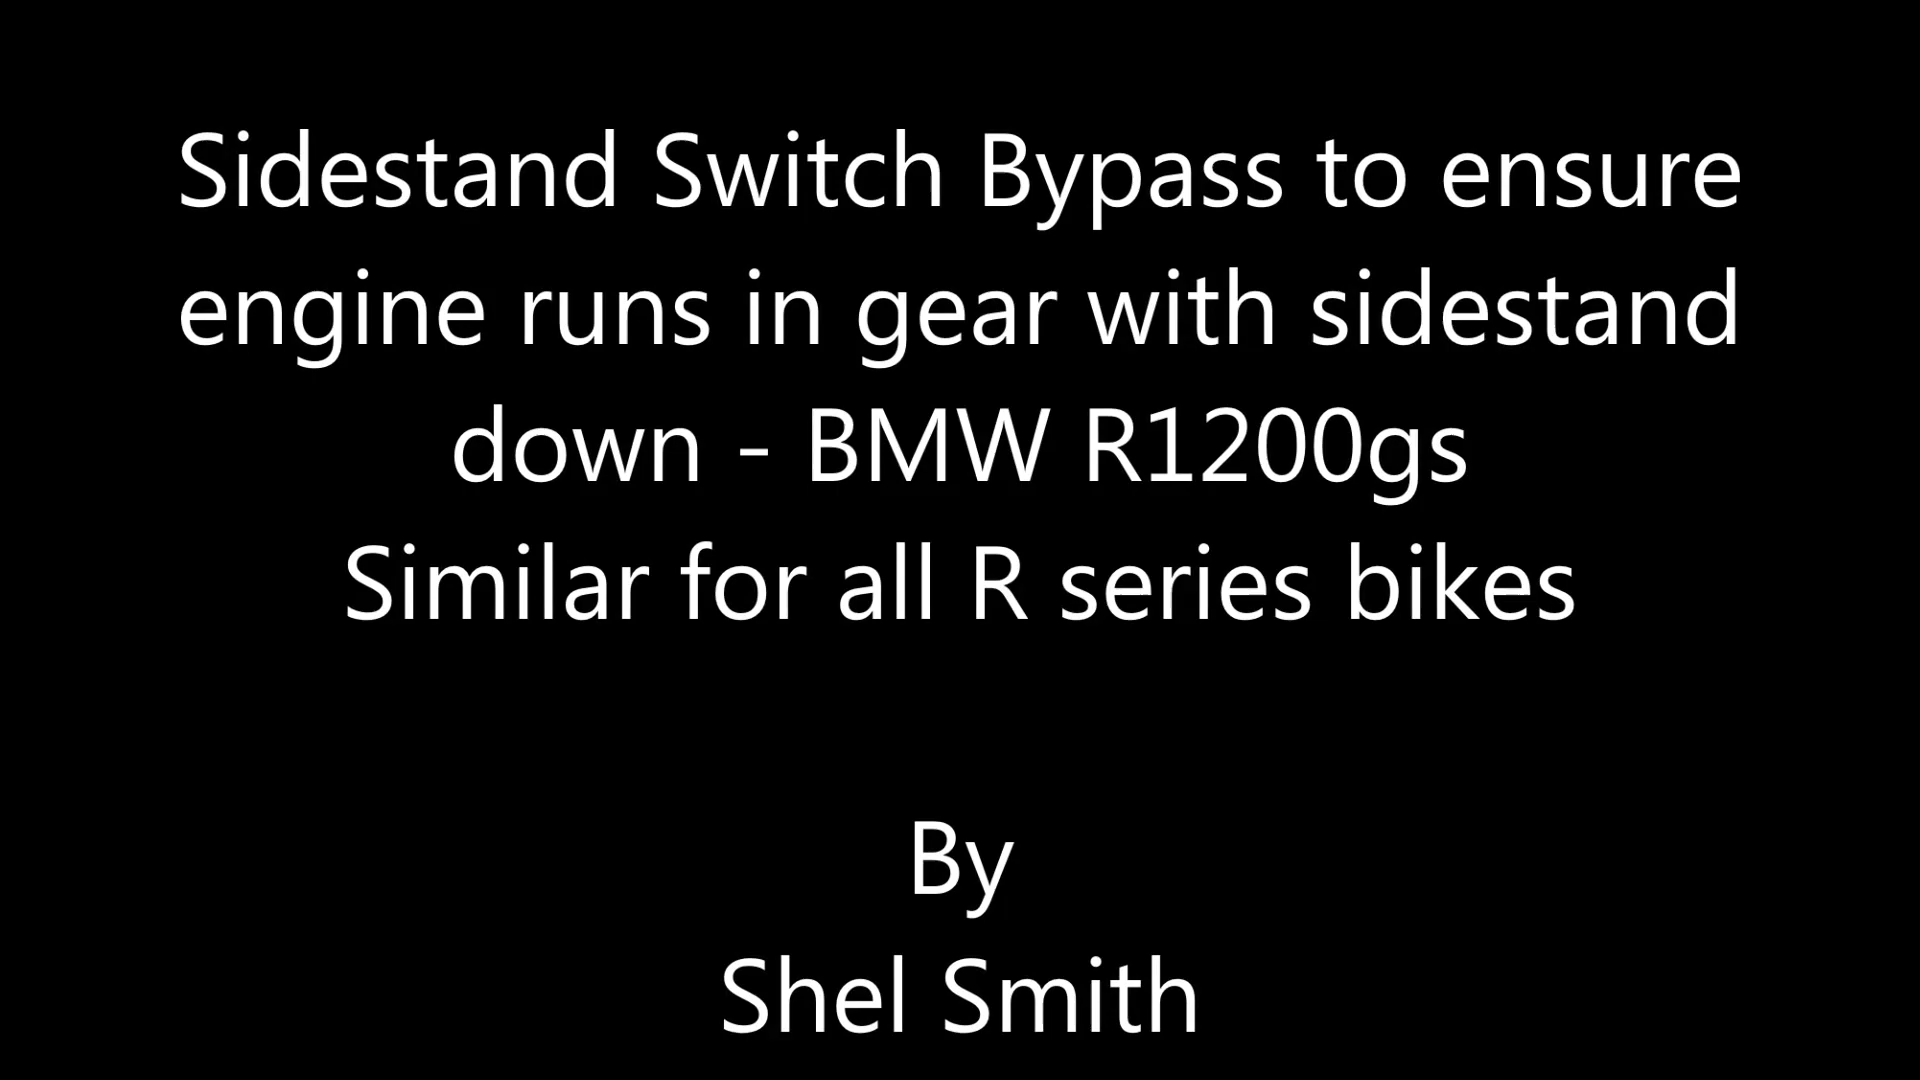 Sidestand Switch Bypass to ensure
engine runs in gear with sidestand
down - BMW R1200gs
Similar for all R series bikes
By
Shel Smith